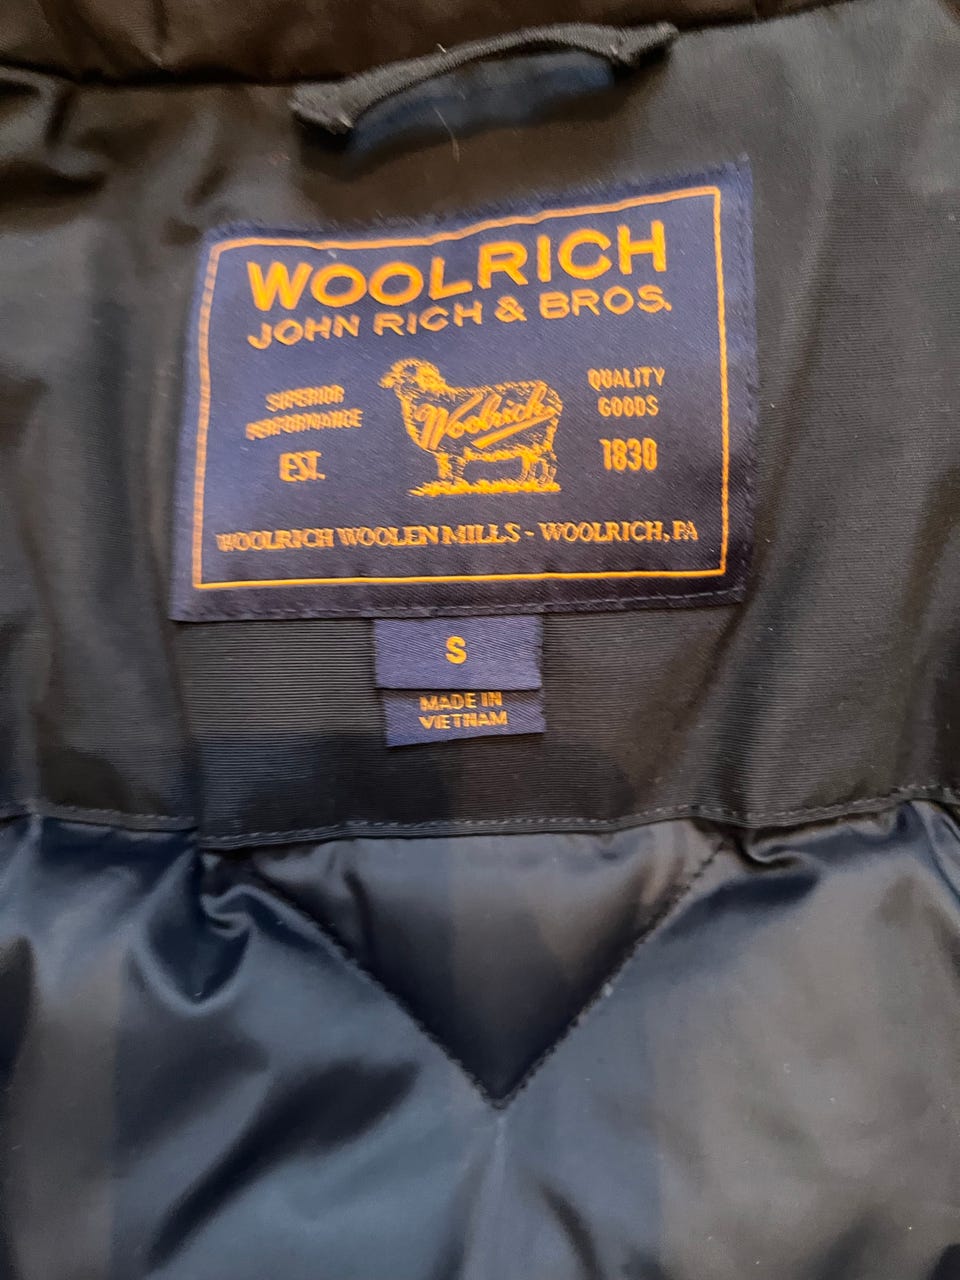 WOOLRICH
JOHN RICH & BROS.
SUPERIOR
PERFORMANCE
EST.
Woolrich
QUALITY
GOODS
1830
WOOLRICH WOOLEN MILLS - WOOLRICH, PA
S
MADE IN
VIETNAM